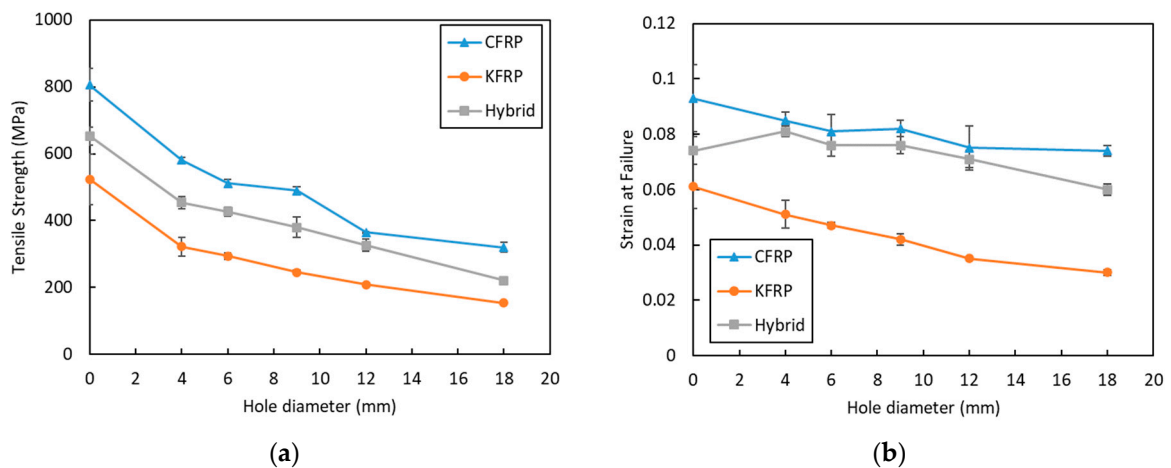 1000
800
600
400
200
0
Tensile Strength (MPa)
CFRP
KFRP
Hybrid
0 2 4 6 8 10 12 14 16 18 20
Hole diameter (mm)
(a)
0.12
0.1
0.08
0.06
0.04
0.02
0
Strain at Failure
CFRP
KFRP
Hybrid
0 2 4 6 8 10 12 14 16 18 20
Hole diameter (mm)
(b)